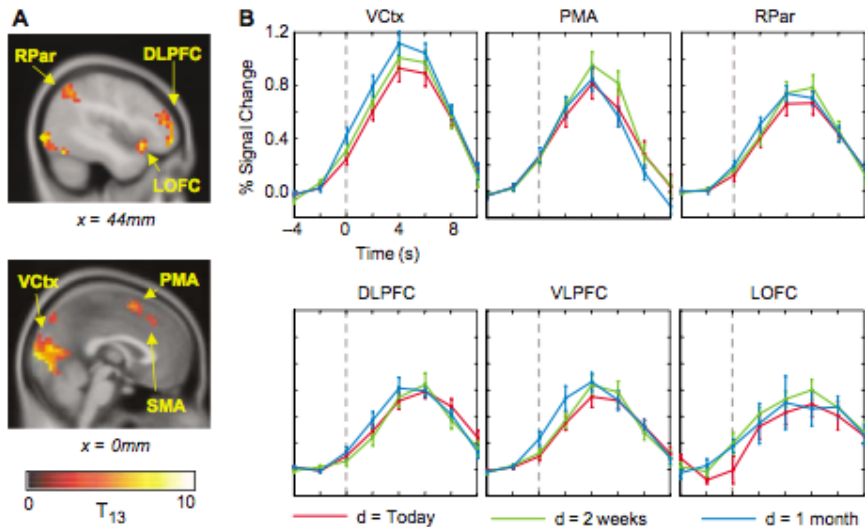 A
RPar
DLPFC
LOFC
x = 44mm
VCtx
PMA
SMA
x = 0mm
0
10
T13
B
VCtx
PMA
RPar
% Signal Change
1.2
0.8
0.4
0.0
−4
0
4
8
Time (s)
DLPFC
VLPFC
LOFC
d = Today
d = 2 weeks
d = 1 month